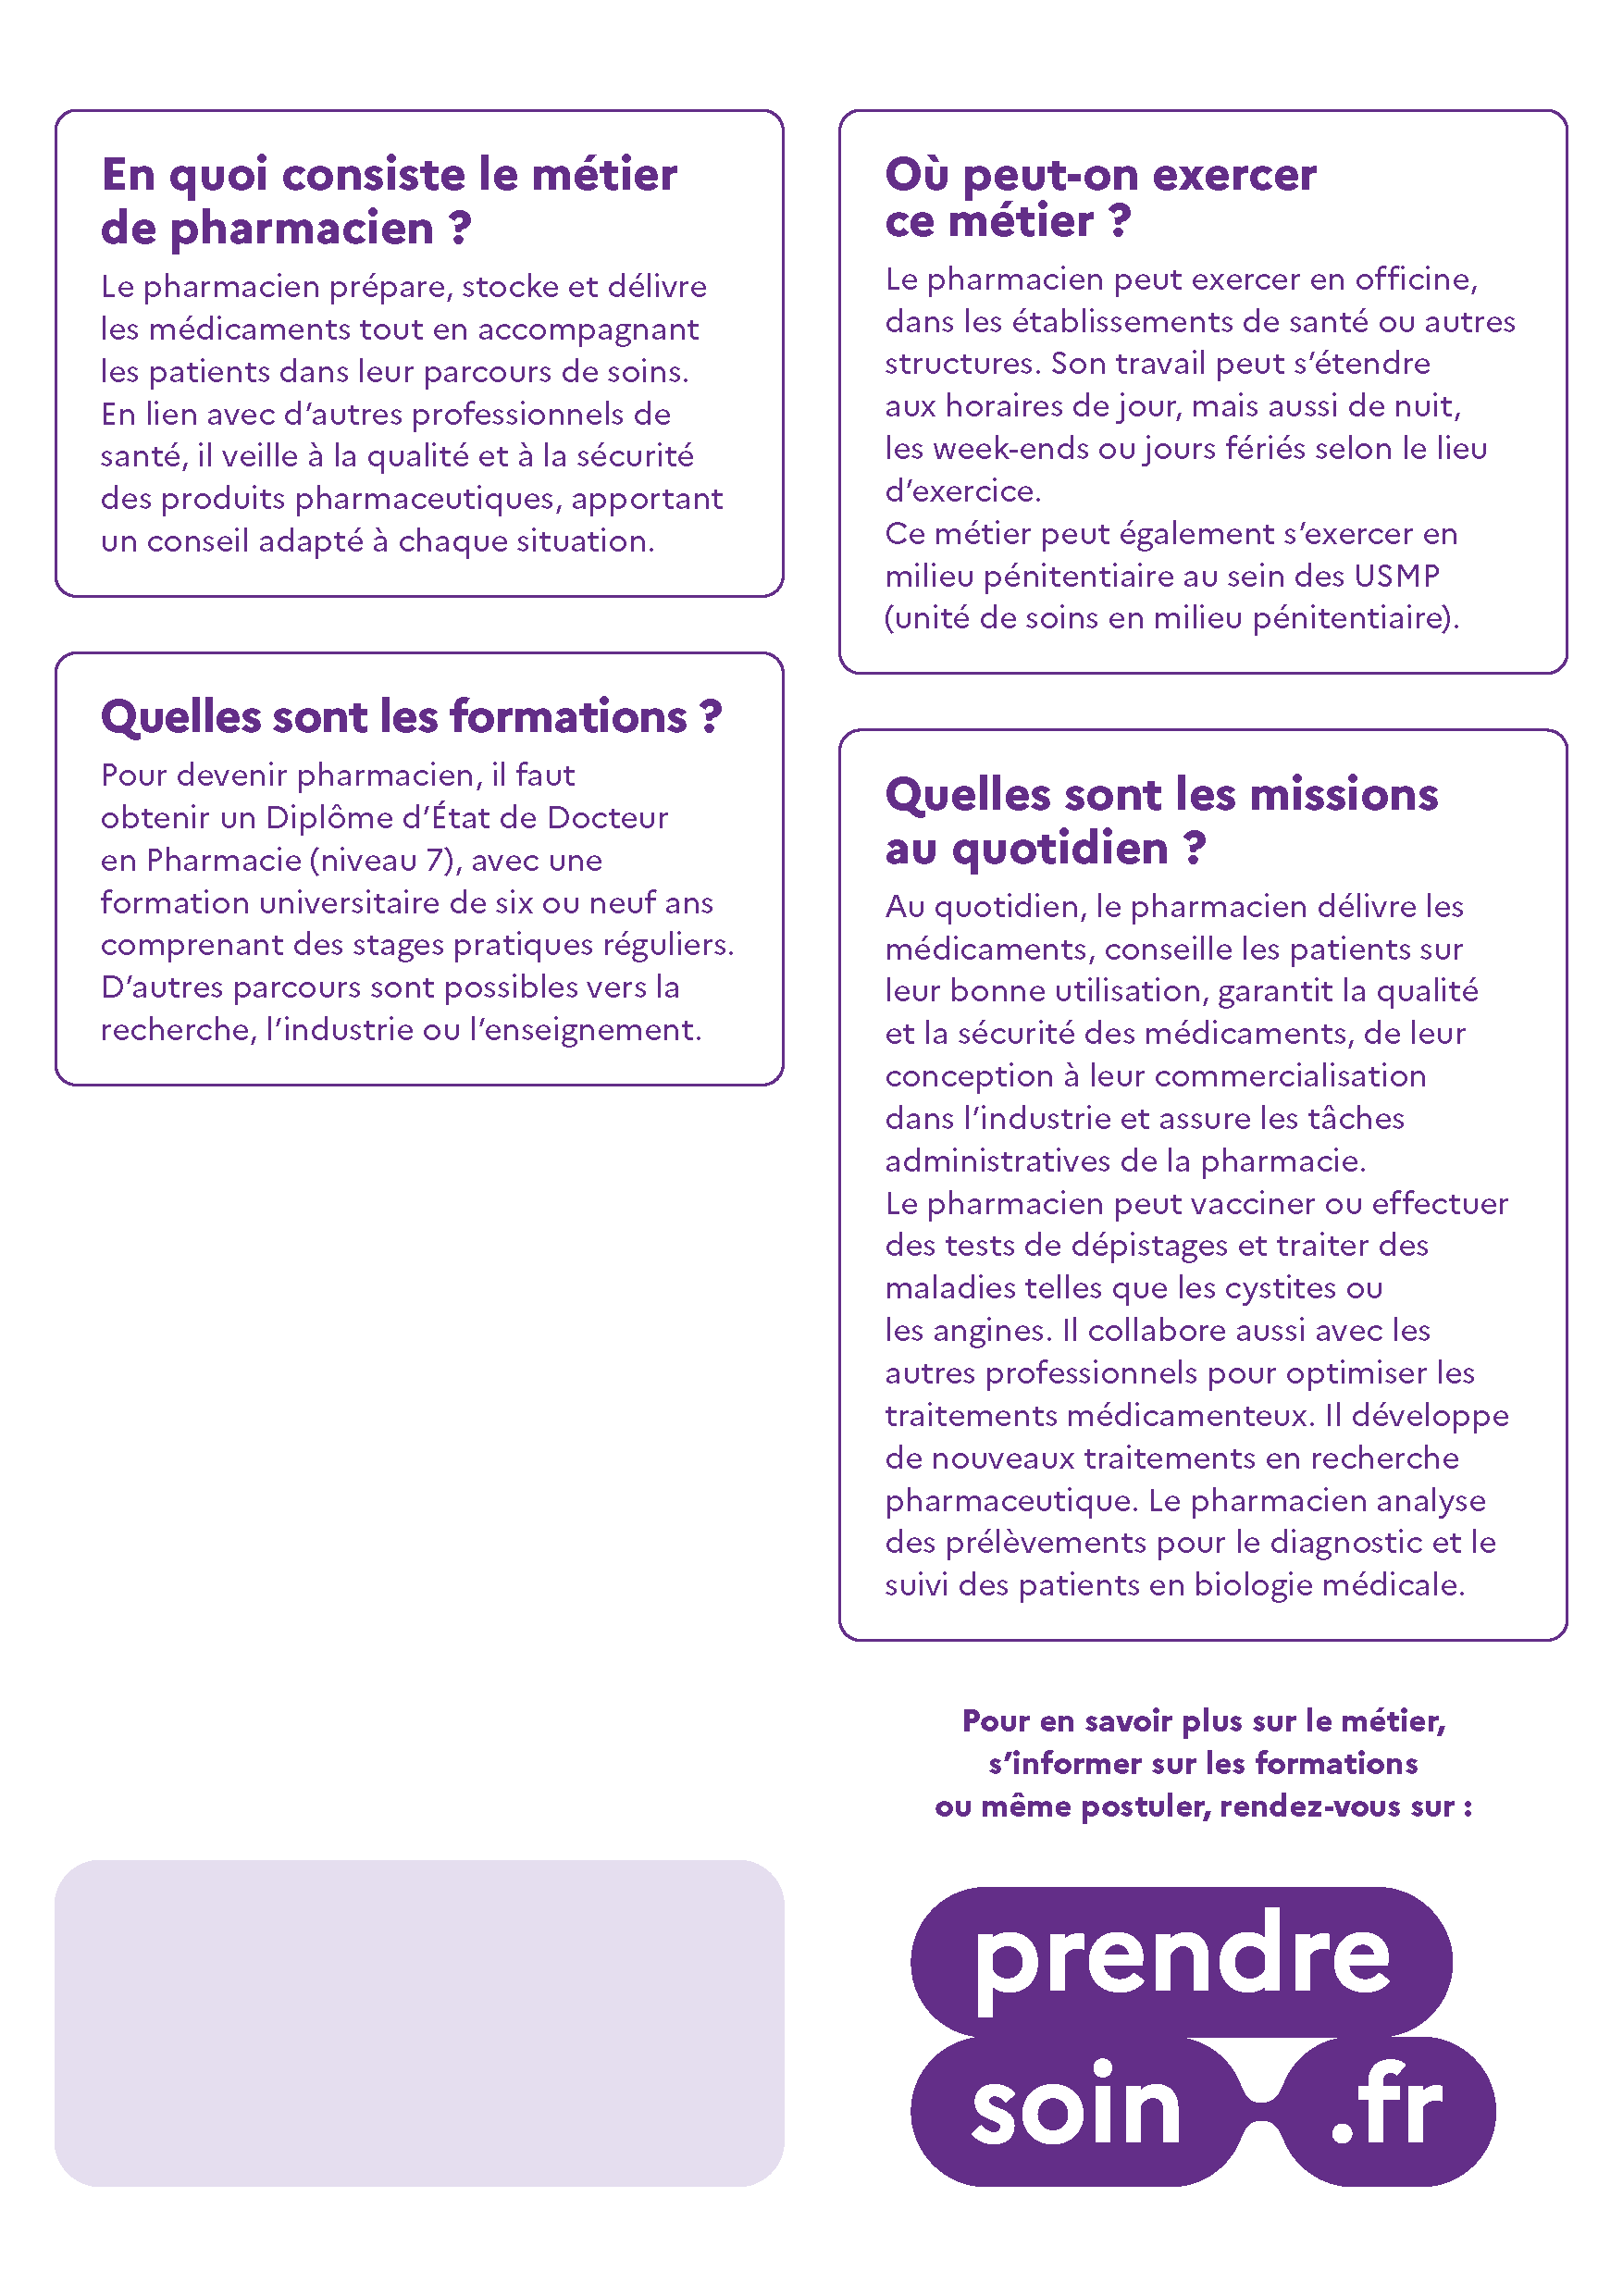 En quoi consiste le métier
de pharmacien ?
Le pharmacien prépare, stocke et délivre
les médicaments tout en accompagnant
les patients dans leur parcours de soins.
En lien avec d’autres professionnels de
santé, il veille à la qualité et à la sécurité
des produits pharmaceutiques, apportant
un conseil adapté à chaque situation.
Quelles sont les formations ?
Pour devenir pharmacien, il faut
obtenir un Diplôme d’État de Docteur
en Pharmacie (niveau 7), avec une
formation universitaire de six ou neuf ans
comprenant des stages pratiques réguliers.
D’autres parcours sont possibles vers la
recherche, l’industrie ou l’enseignement.
Où peut-on exercer
ce métier ?
Le pharmacien peut exercer en officine,
dans les établissements de santé ou autres
structures. Son travail peut s’étendre
aux horaires de jour, mais aussi de nuit,
les week-ends ou jours fériés selon le lieu
d’exercice.
Ce métier peut également s’exercer en
milieu pénitentiaire au sein des USMP
(unité de soins en milieu pénitentiaire).
Quelles sont les missions
au quotidien ?
Au quotidien, le pharmacien délivre les
médicaments, conseille les patients sur
leur bonne utilisation, garantit la qualité
et la sécurité des médicaments, de leur
conception à leur commercialisation
dans l’industrie et assure les tâches
administratives de la pharmacie.
Le pharmacien peut vacciner ou effectuer
des tests de dépistages et traiter des
maladies telles que les cystites ou
les angines. Il collabore aussi avec les
autres professionnels pour optimiser les
traitements médicamenteux. Il développe
de nouveaux traitements en recherche
pharmaceutique. Le pharmacien analyse
des prélèvements pour le diagnostic et le
suivi des patients en biologie médicale.
Pour en savoir plus sur le métier,
s’informer sur les formations
ou même postuler, rendez-vous sur :
prendre
soin .fr